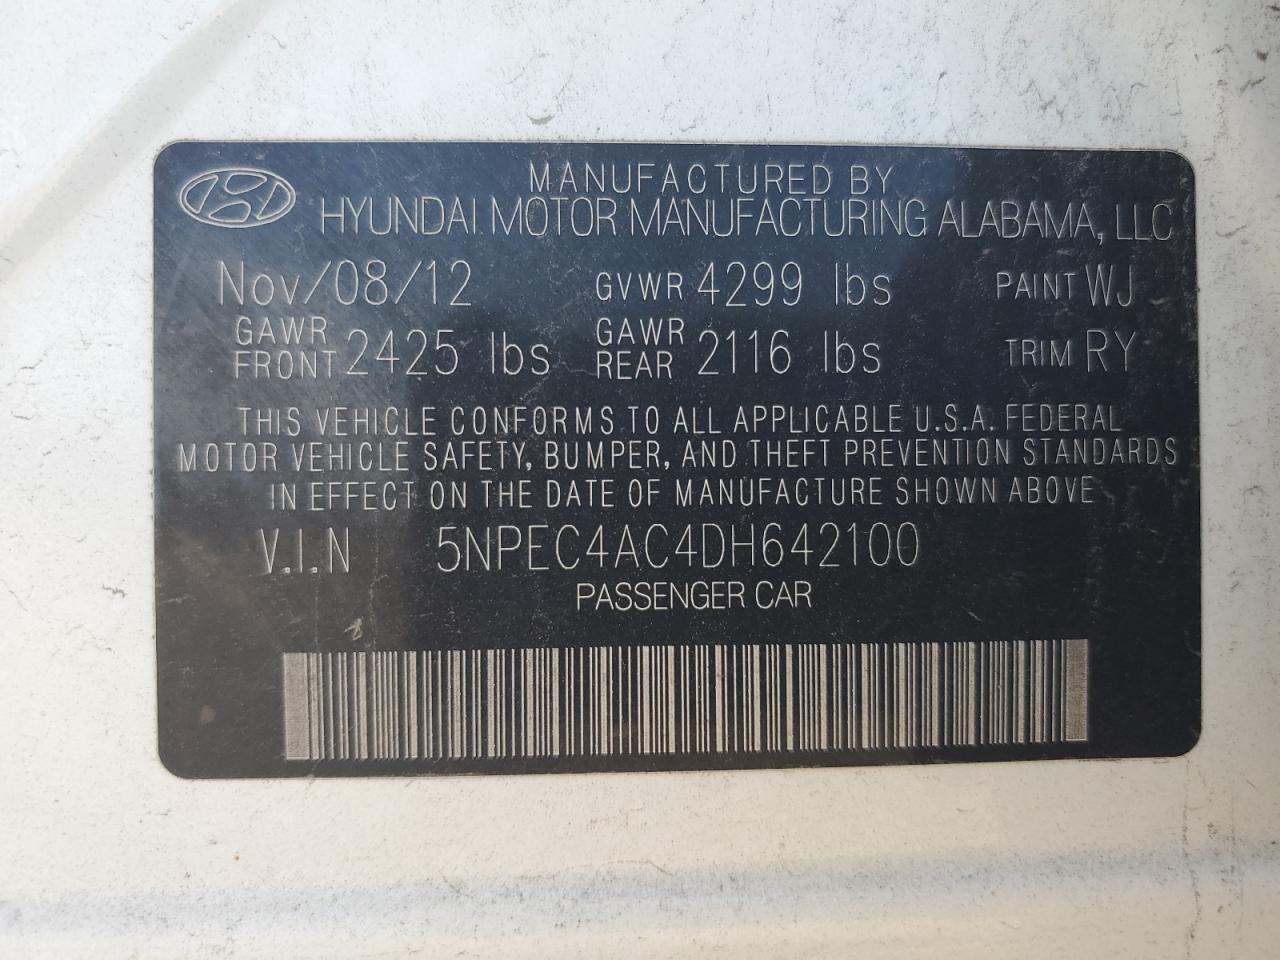 MANUFACTURED BY
HYUNDAI MOTOR MANUFACTURING ALABAMA, LLC
Nov/08/12 GVWR 4299 lbs PAINT WJ
GAWR FRONT 2425 lbs GAWR REAR 2116 lbs TRIM RY
THIS VEHICLE CONFORMS TO ALL APPLICABLE U.S.A. FEDERAL
MOTOR VEHICLE SAFETY, BUMPER, AND THEFT PREVENTION STANDARDS
IN EFFECT ON THE DATE OF MANUFACTURE SHOWN ABOVE
V.I.N 5NPEC4AC4DH642100
PASSENGER CAR